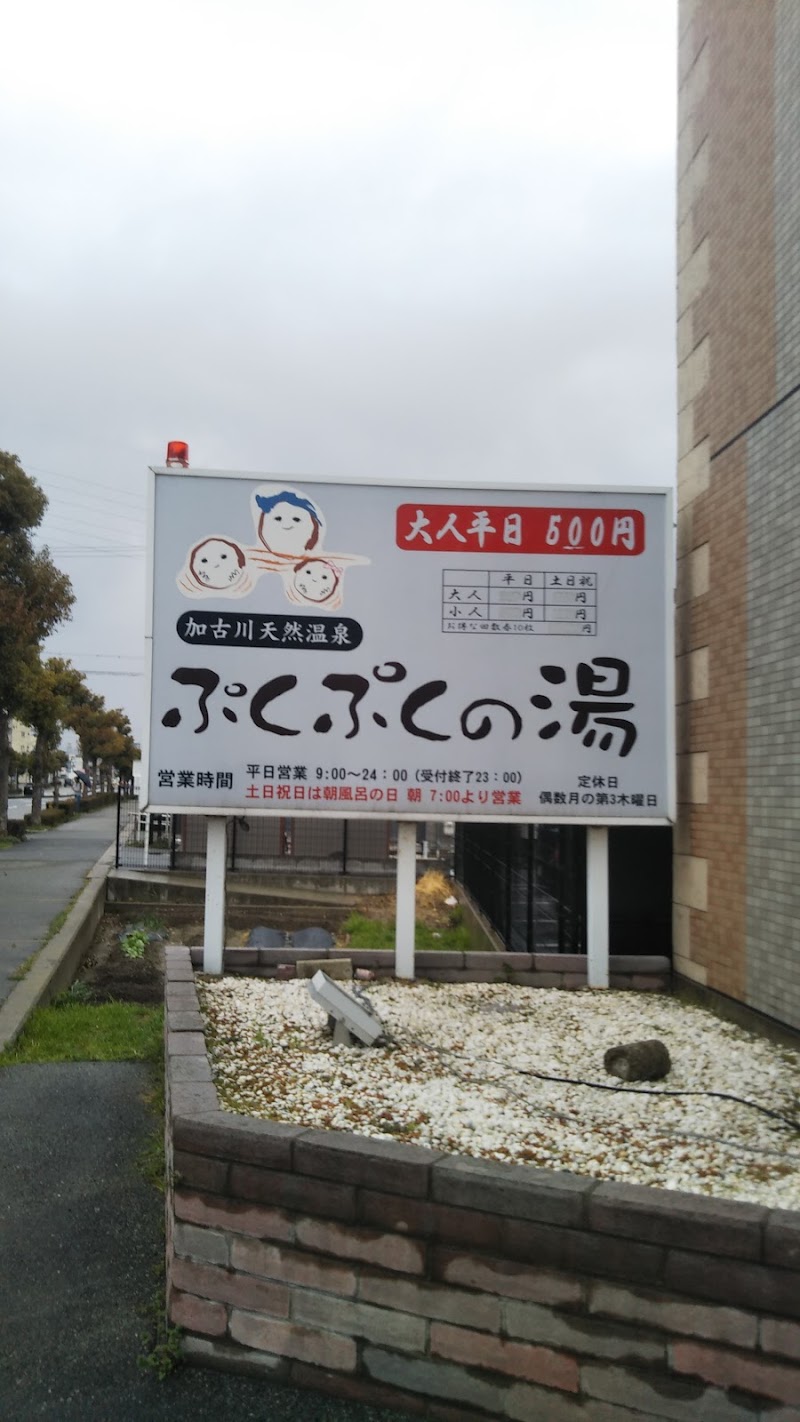 大人平日 500円
平日 土日祝
大人 円 円
小人 円 円
お得な回数券10枚 円
加古川天然温泉
ぷくぷくの湯
営業時間 平日営業 9:00～24:00（受付終了23:00）
土日祝日は朝風呂の日 朝 7:00より営業
定休日
偶数月の第3木曜日